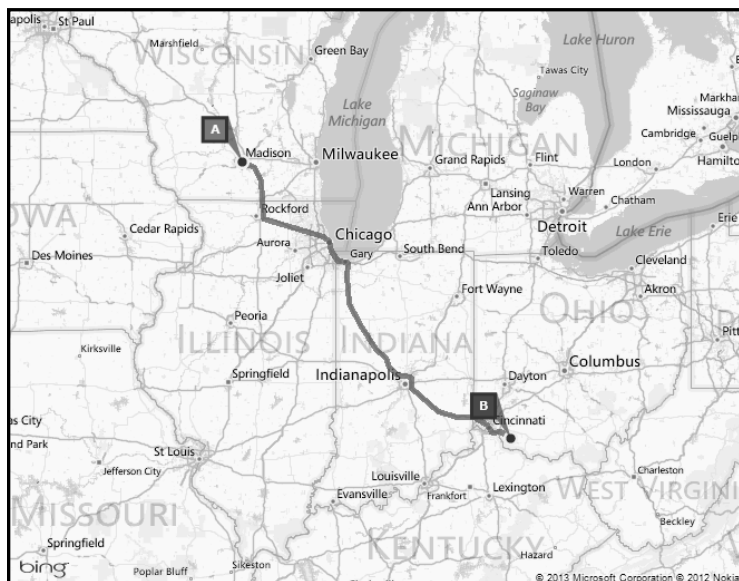 apolis
St Paul
Marshfield
WISCONSIN
Green Bay
Lake Huron
Tawas City
Saginaw Bay
Lake Michigan
A
Madison
Milwaukee
MICHIGAN
Grand Rapids
Flint
Markham
Mississauga
Cambridge
Guelp
Hamilton
London
Lansing
Warren
Chatham
Ann Arbor
Detroit
Rockford
OWA
Cedar Rapids
Chicago
Aurora
Gary
South Bend
Toledo
Lake Erie
Erie
Des Moines
Joliet
Cleveland
Akron
Fort Wayne
OHIO
Peoria
ILLINOIS
INDIANA
Pitt
Kirksville
Columbus
Springfield
Indianapolis
Dayton
B
Cincinnati
as City
nd Park
St Louis
Jefferson City
Louisville
Frankfort
Lexington
Charleston
WEST VIRGINI
Evansville
MISSOURI
Beckley
KENTUCKY
Springfield
Hazard
bing
Poplar Bluff
Sikeston
© 2013 Microsoft Corporation © 2012 Nokia